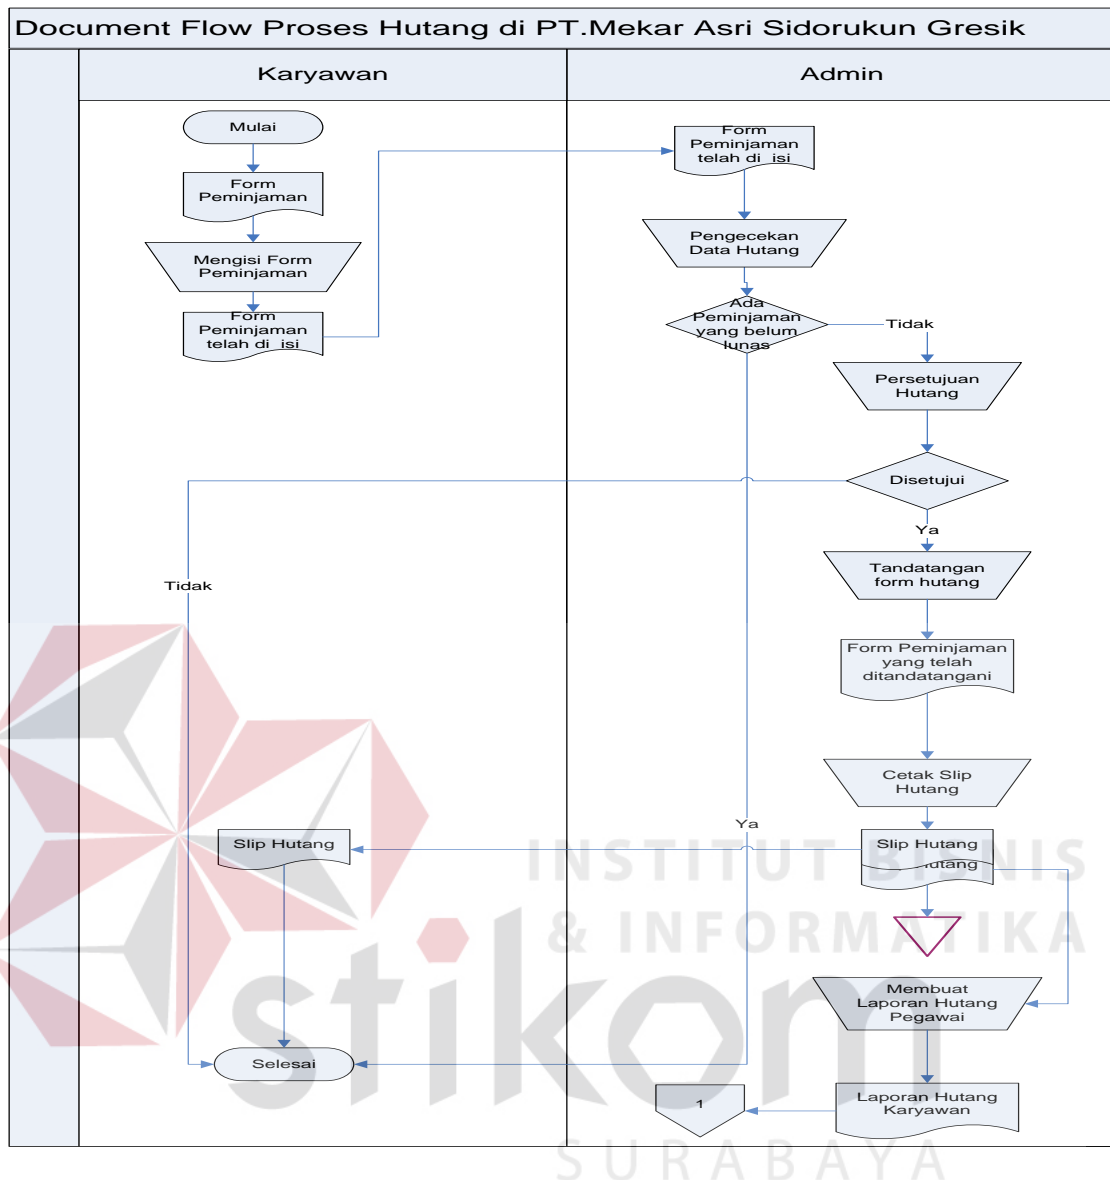 Document Flow Proses Hutang di PT.Mekar Asri Sidorukun Gresik
Karyawan
Admin
Mulai
Form
Peminjaman
Mengisi Form
Peminjaman
Form
Peminjaman
telah di isi
Form
Peminjaman
telah di isi
Pengecekan
Data Hutang
Ada
Peminjaman
yang belum
lunas
Tidak
Persetujuan
Hutang
Disetujui
Ya
Tidak
Tandatangan
form hutang
Form Peminjaman
yang telah
ditandatangani
Cetak Slip
Hutang
Ya
Slip Hutang
Slip Hutang
utang
Membuat
Laporan Hutang
Pegawai
Selesai
Laporan Hutang
Karyawan
1
INSTITUT BISNIS
& INFORMATIKA
stikom
SURABAYA